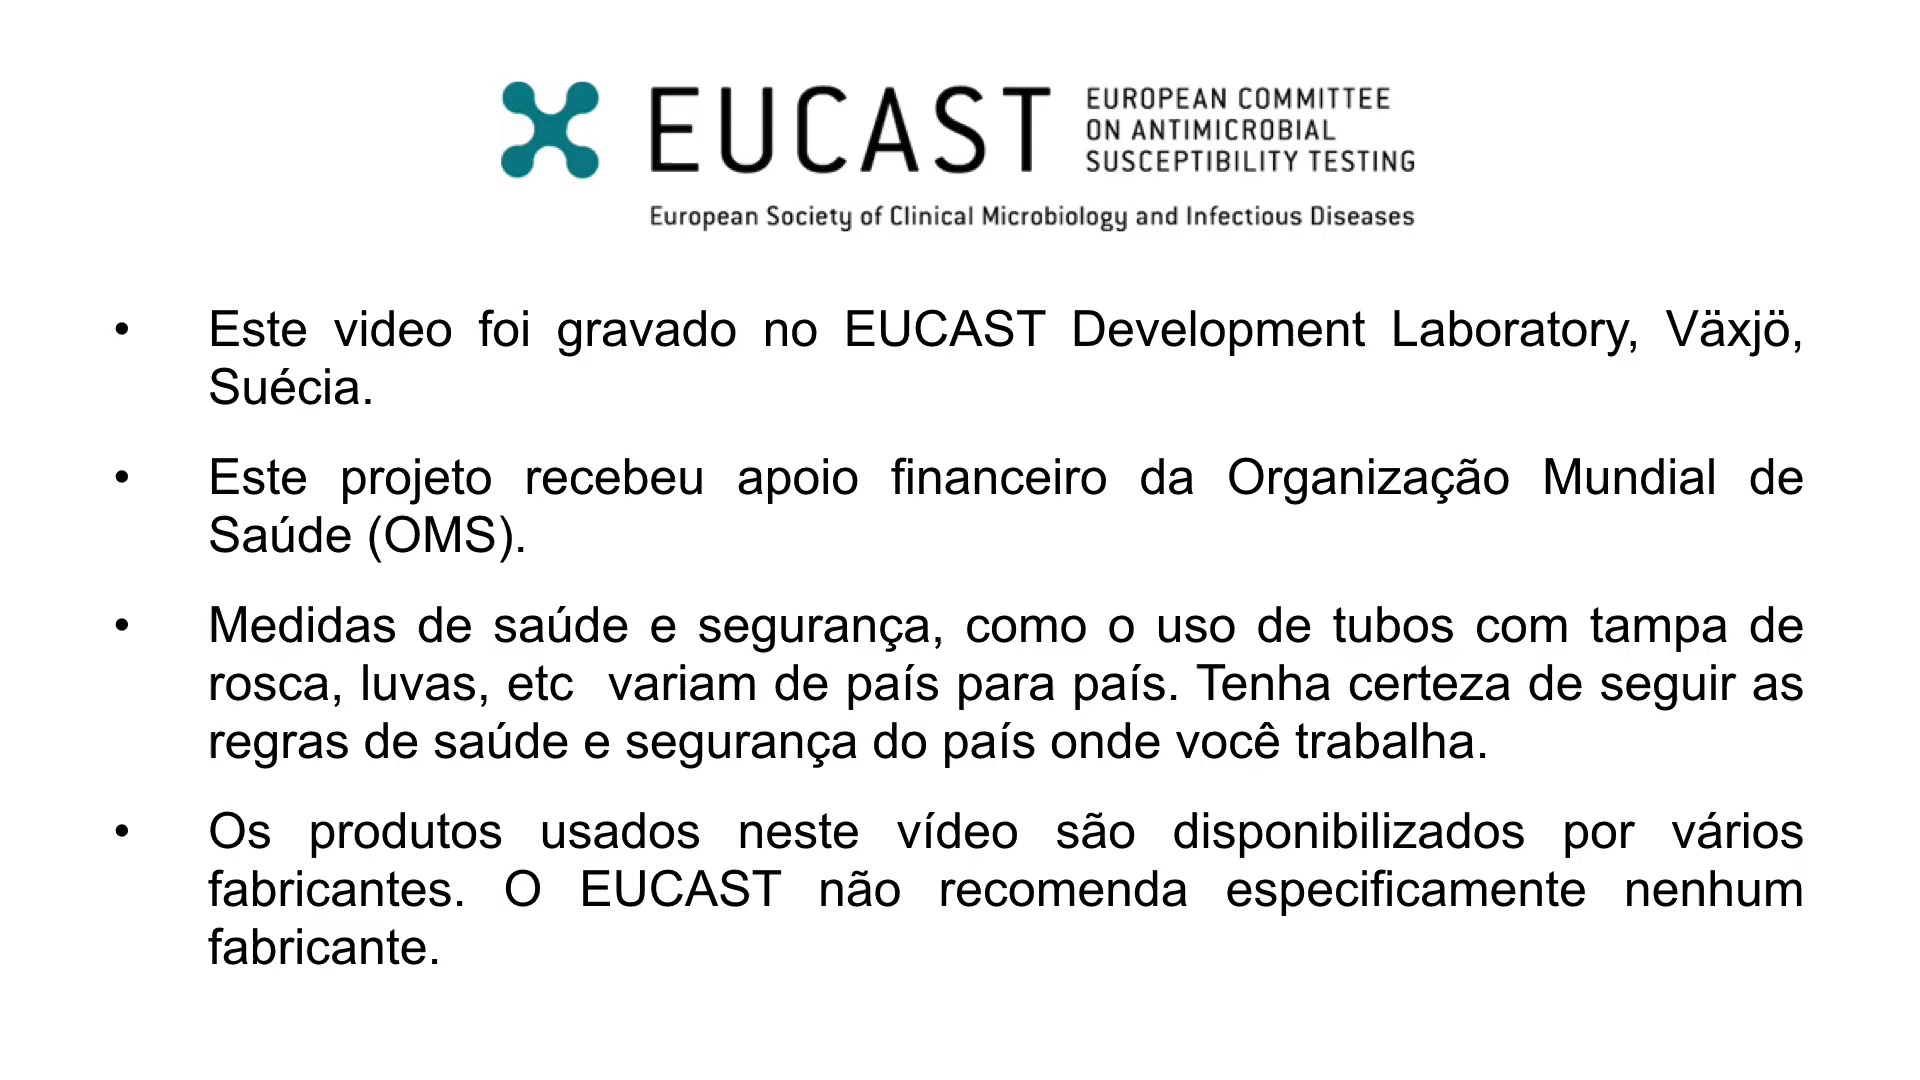 EUCAST
EUROPEAN COMMITTEE
ON ANTIMICROBIAL
SUSCEPTIBILITY TESTING
European Society of Clinical Microbiology and Infectious Diseases
• Este video foi gravado no EUCAST Development Laboratory, Växjö,
Suécia.
• Este projeto recebeu apoio financeiro da Organização Mundial de
Saúde (OMS).
• Medidas de saúde e segurança, como o uso de tubos com tampa de
rosca, luvas, etc  variam de país para país. Tenha certeza de seguir as
regras de saúde e segurança do país onde você trabalha.
• Os produtos usados neste vídeo são disponibilizados por vários
fabricantes. O EUCAST não recomenda especificamente nenhum
fabricante.